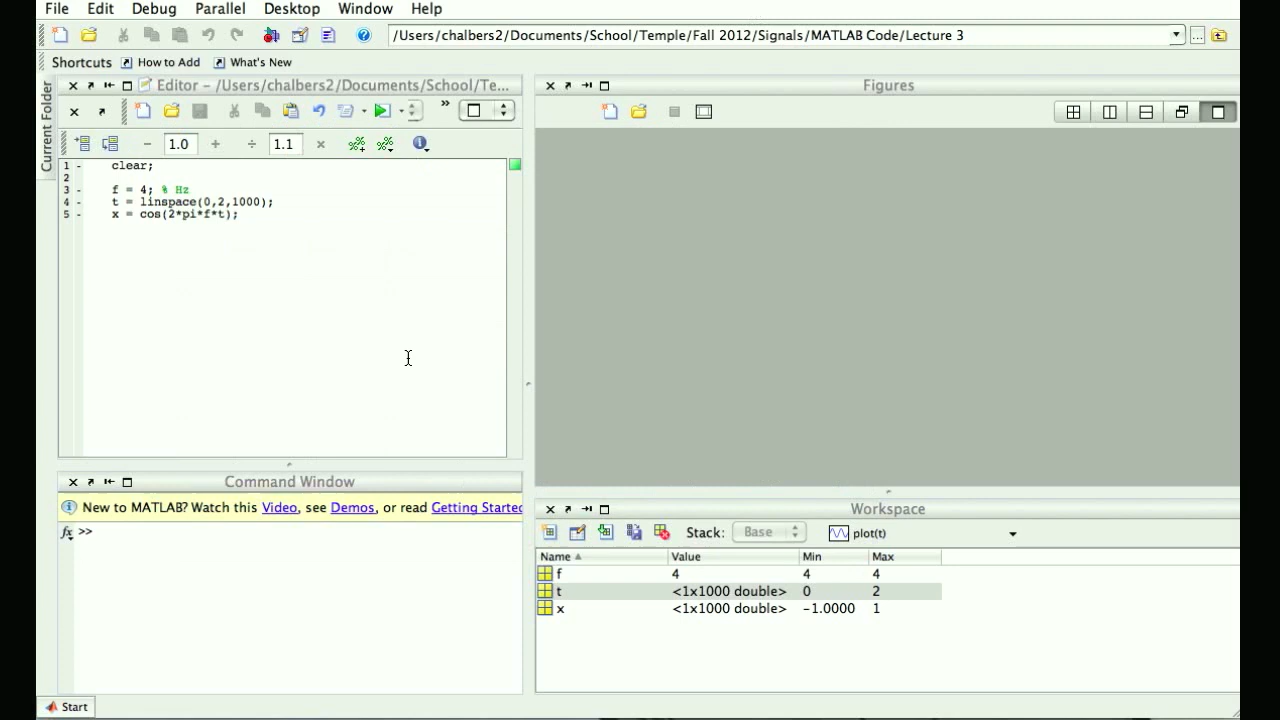 File Edit Debug Parallel Desktop Window Help
/Users/chalbers2/Documents/School/Temple/Fall 2012/Signals/MATLAB Code/Lecture 3
Shortcuts How to Add What's New
Current Folder
Editor – /Users/chalbers2/Documents/School/Te...
1.0 1.1
1 - clear;
2
3 - f = 4; % Hz
4 - t = linspace(0,2,1000);
5 - x = cos(2*pi*f*t);
Command Window
New to MATLAB? Watch this Video, see Demos, or read Getting Started
fx >>
Figures
Workspace
Stack: Base plot(t)
Name Value Min Max
f 4 4 4
t <1x1000 double> 0 2
x <1x1000 double> -1.0000 1
Start